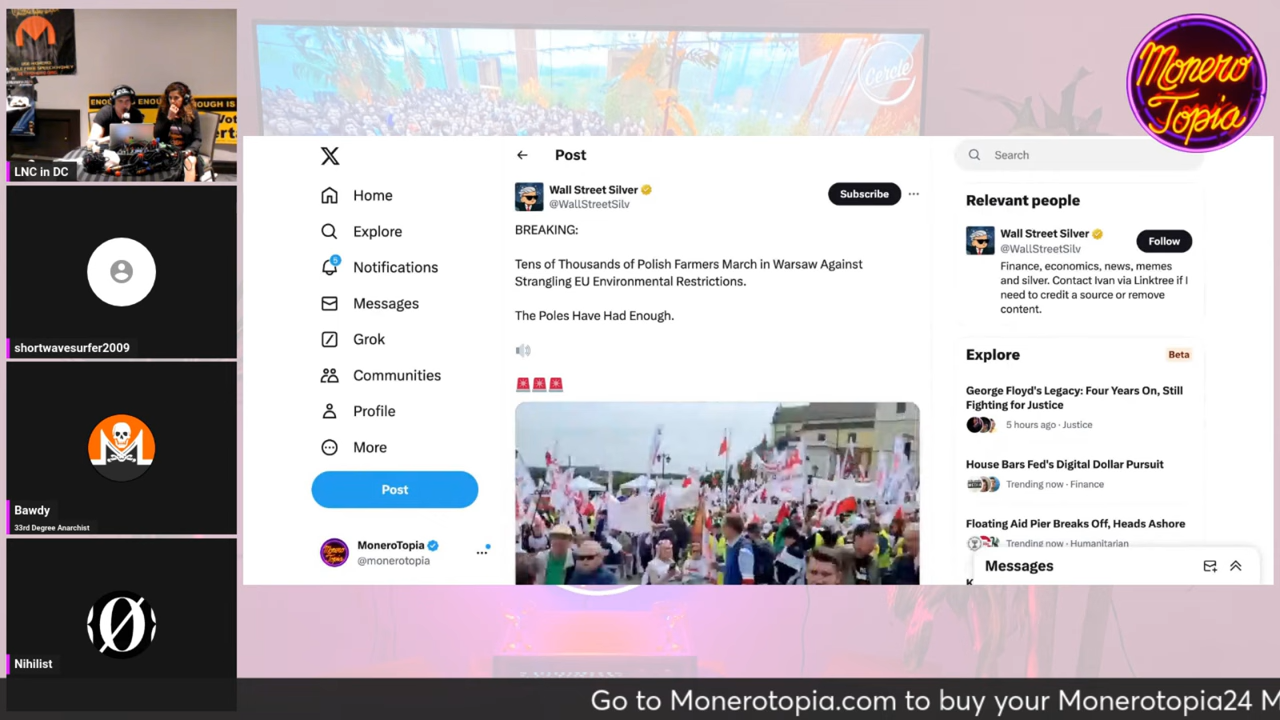 LNC in DC
shortwavesurfer2009
Bawdy
33rd Degree Anarchist
Nihilist
Cercle
Monero
Topia
Home
Explore
Notifications
5
Messages
Grok
Communities
Profile
More
Post
MoneroTopia
@monerotopia
Post
Wall Street Silver
@WallStreetSilv
Subscribe
BREAKING:
Tens of Thousands of Polish Farmers March in Warsaw Against
Strangling EU Environmental Restrictions.
The Poles Have Had Enough.
Search
Relevant people
Wall Street Silver
@WallStreetSilv
Follow
Finance, economics, news, memes
and silver. Contact Ivan via Linktree if I
need to credit a source or remove
content.
Explore
Beta
George Floyd's Legacy: Four Years On, Still
Fighting for Justice
5 hours ago · Justice
House Bars Fed's Digital Dollar Pursuit
Trending now · Finance
Floating Aid Pier Breaks Off, Heads Ashore
Trending now · Humanitarian
Messages
Go to Monerotopia.com to buy your Monerotopia24 M